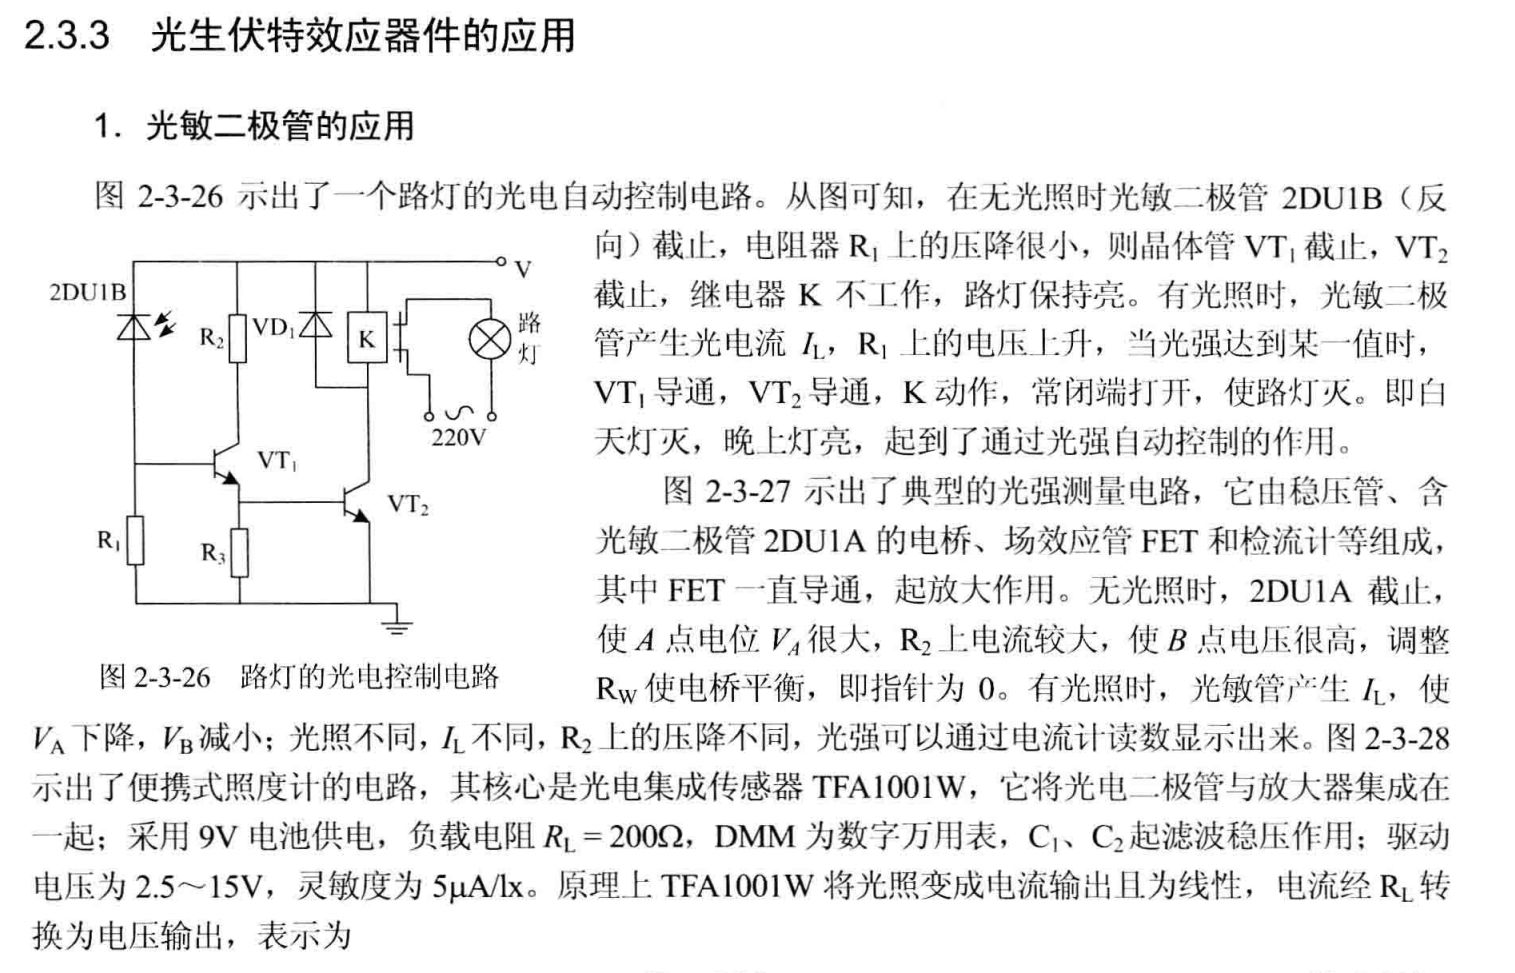 2.3.3 光生伏特效应器件的应用
1. 光敏二极管的应用
图 2-3-26 示出了一个路灯的光电自动控制电路。从图可知，在无光照时光敏二极管 2DU1B（反
向）截止，电阻器 R₁ 上的压降很小，则晶体管 VT₁ 截止，VT₂
截止，继电器 K 不工作，路灯保持亮。有光照时，光敏二极
管产生光电流 I_L，R₁ 上的电压上升，当光强达到某一值时，
VT₁ 导通，VT₂ 导通，K 动作，常闭端打开，使路灯灭。即白
天灯灭，晚上灯亮，起到了通过光强自动控制的作用。
V
2DU1B
R₂
VD₁
K
路
灯
220V
VT₁
VT₂
R₁
R₃
图 2-3-26 路灯的光电控制电路
图 2-3-27 示出了典型的光强测量电路，它由稳压管、含
光敏二极管 2DU1A 的电桥、场效应管 FET 和检流计等组成，
其中 FET 一直导通，起放大作用。无光照时，2DU1A 截止，
使 A 点电位 V_A 很大，R₂ 上电流较大，使 B 点电压很高，调整
R_W 使电桥平衡，即指针为 0。有光照时，光敏管产生 I_L，使
V_A 下降，V_B 减小；光照不同，I_L 不同，R₂ 上的压降不同，光强可以通过电流计读数显示出来。图 2-3-28
示出了便携式照度计的电路，其核心是光电集成传感器 TFA1001W，它将光电二极管与放大器集成在
一起；采用 9V 电池供电，负载电阻 R_L = 200Ω，DMM 为数字万用表，C₁、C₂ 起滤波稳压作用；驱动
电压为 2.5～15V，灵敏度为 5μA/lx。原理上 TFA1001W 将光照变成电流输出且为线性，电流经 R_L 转
换为电压输出，表示为